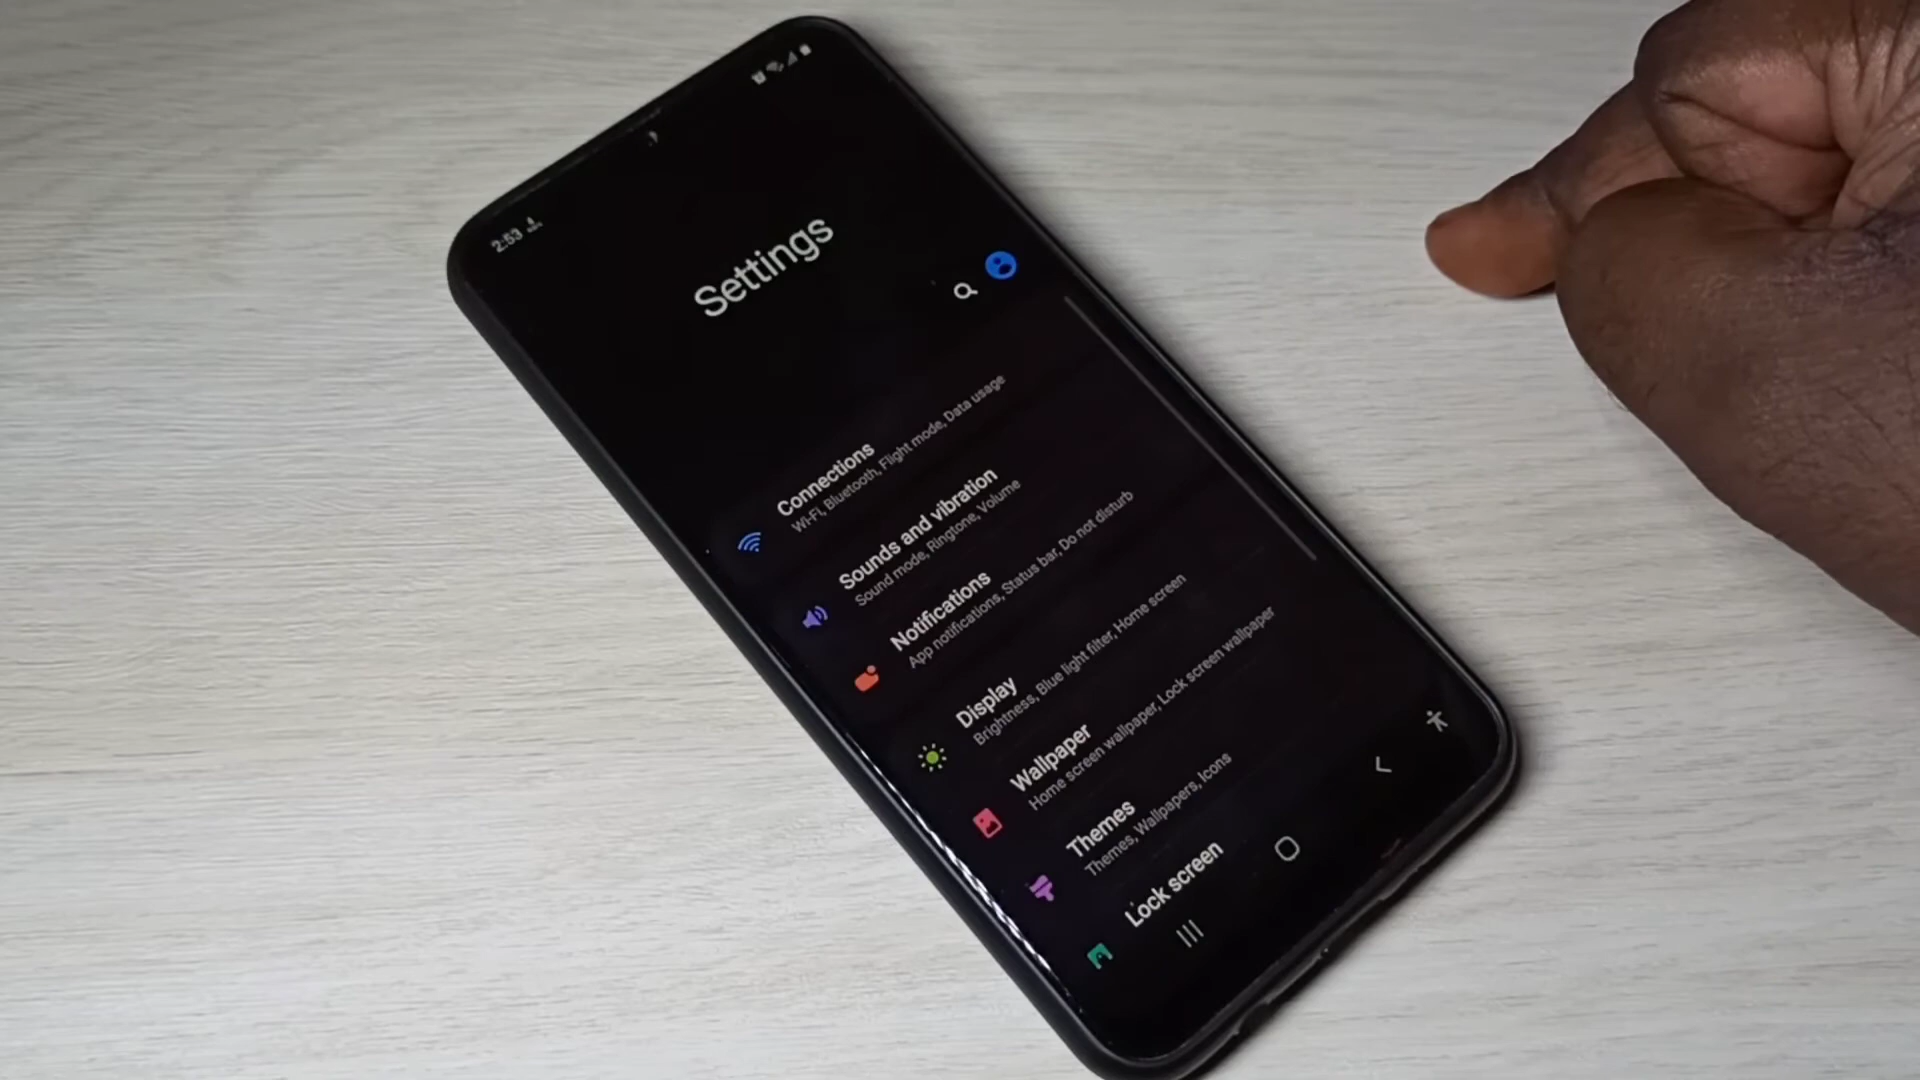 2:53
Settings
Connections
Wi-Fi, Bluetooth, Flight mode, Data usage
Sounds and vibration
Sound mode, Ringtone, Volume
Notifications
App notifications, Status bar, Do not disturb
Display
Brightness, Blue light filter, Home screen
Wallpaper
Home screen wallpaper, Lock screen wallpaper
Themes
Themes, Wallpapers, Icons
Lock screen